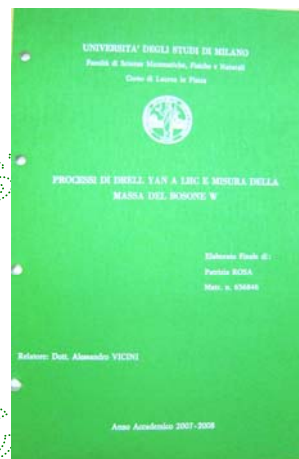 UNIVERSITA' DEGLI STUDI DI MILANO
Facoltà di Scienze Matematiche, Fisiche e Naturali
Corso di Laurea in Fisica
PROCESSI DI DRELL YAN A LHC E MISURA DELLA
MASSA DEL BOSONE W
Elaborato Finale di:
Patrizia ROSA
Matr. n. 636846
Relatore: Dott. Alessandro VICINI
Anno Accademico 2007-2008